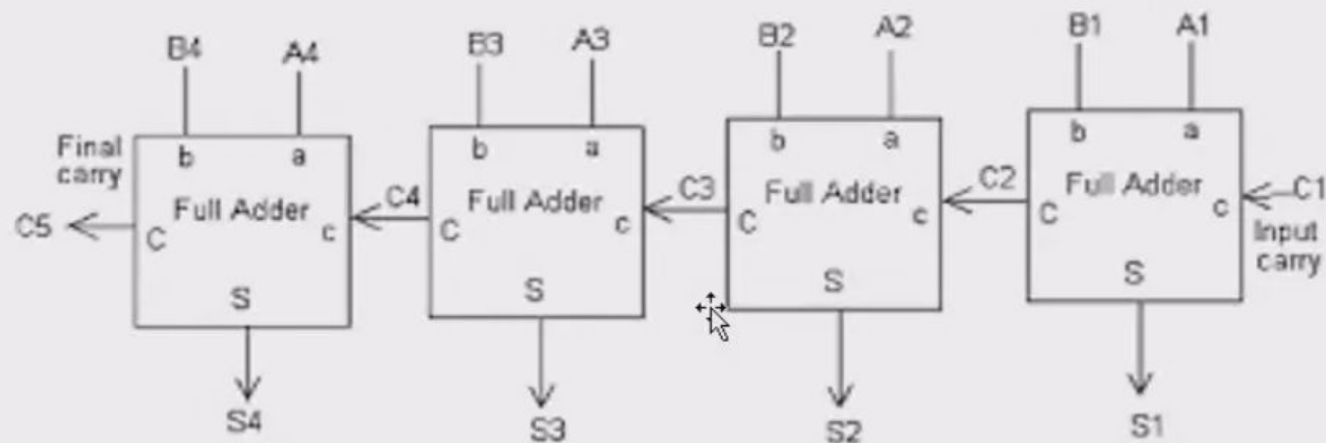 B4 A4 B3 A3 B2 A2 B1 A1
b a b a b a b a
Final
carry
Full Adder Full Adder Full Adder Full Adder
C5 C c C4 C c C3 C c C2 C c C1
Input
carry
S S S S
S4 S3 S2 S1